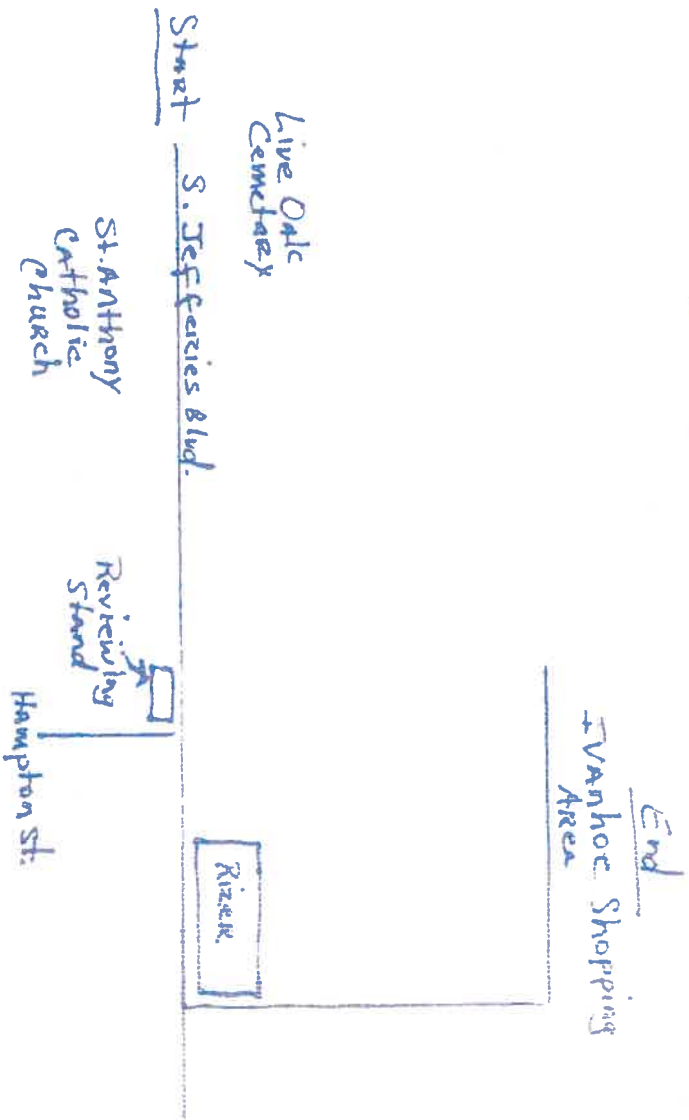 Start
Live Oak
Cemetary
S. Jefferies Blvd.
St. Anthony
Catholic
Church
Reviewing
Stand
Hampton St.
Rizer
End
Ivanhoe Shopping
Area